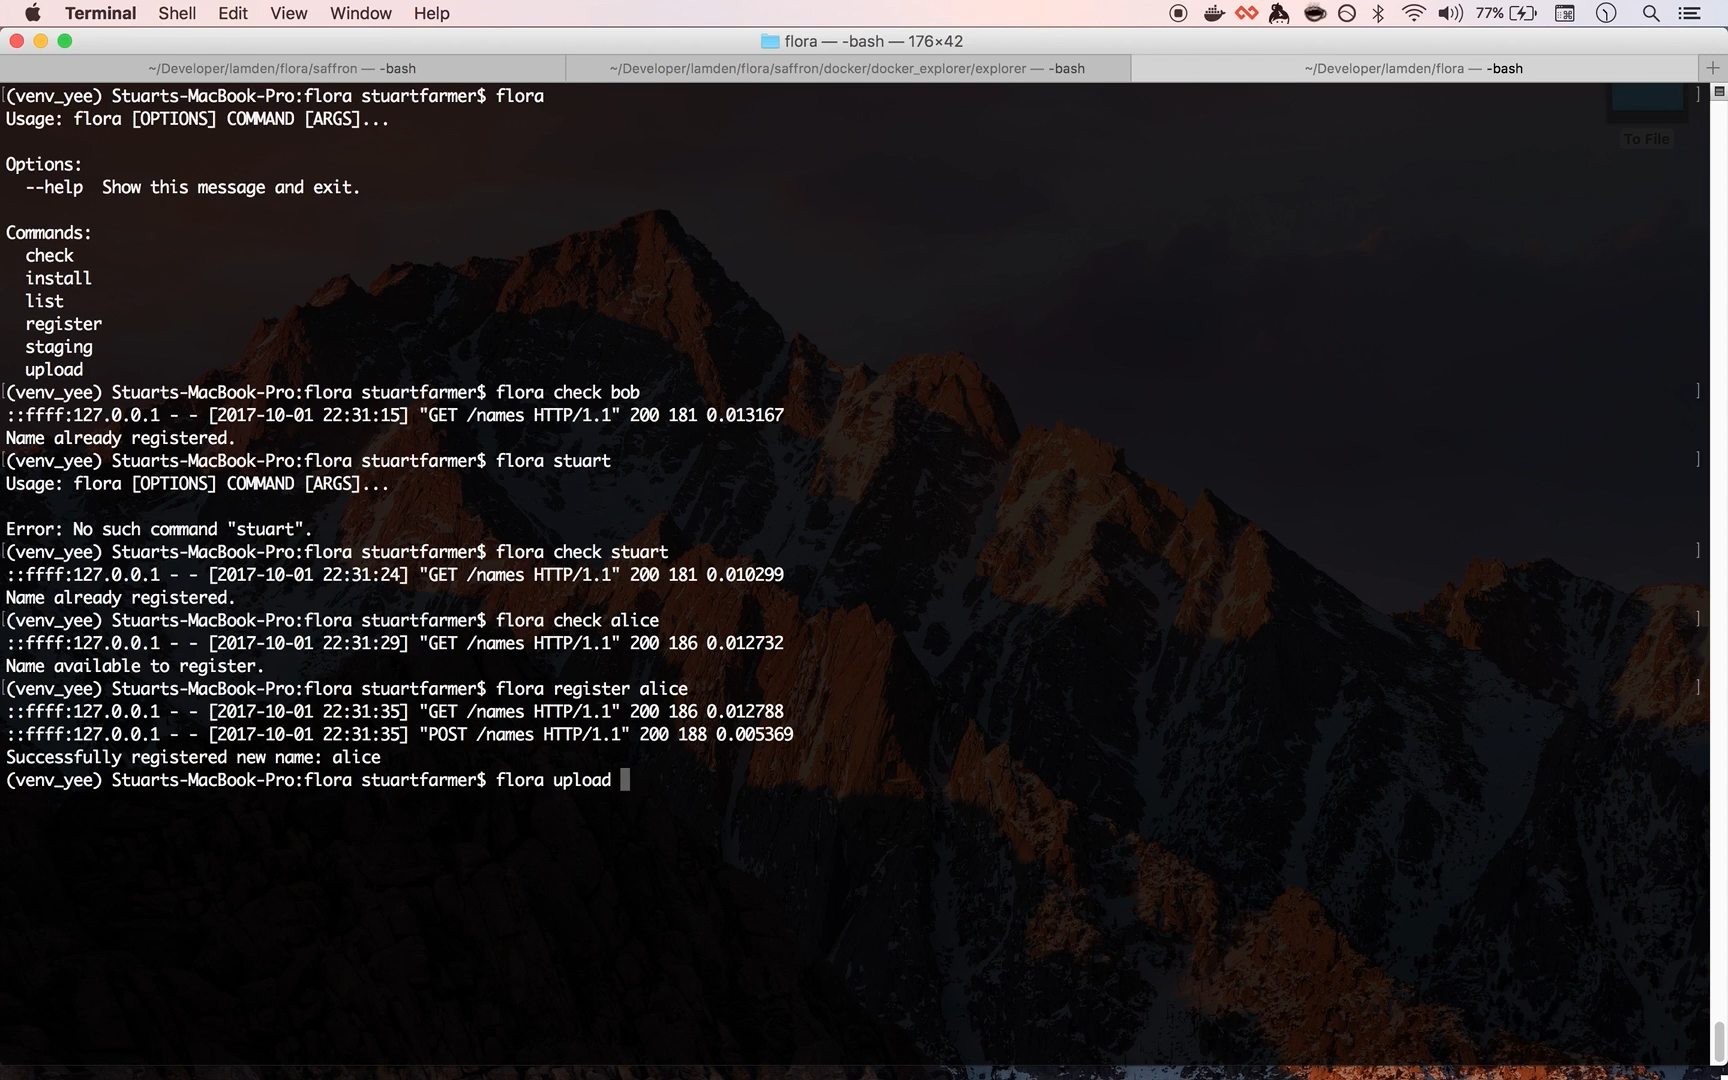 Terminal Shell Edit View Window Help 77%
flora — -bash — 176×42
~/Developer/lamden/flora/saffron — -bash ~/Developer/lamden/flora/saffron/docker/docker_explorer/explorer — -bash ~/Developer/lamden/flora — -bash
To File
(venv_yee) Stuarts-MacBook-Pro:flora stuartfarmer$ flora
Usage: flora [OPTIONS] COMMAND [ARGS]...
Options:
--help  Show this message and exit.
Commands:
check
install
list
register
staging
upload
(venv_yee) Stuarts-MacBook-Pro:flora stuartfarmer$ flora check bob
::ffff:127.0.0.1 - - [2017-10-01 22:31:15] "GET /names HTTP/1.1" 200 181 0.013167
Name already registered.
(venv_yee) Stuarts-MacBook-Pro:flora stuartfarmer$ flora stuart
Usage: flora [OPTIONS] COMMAND [ARGS]...
Error: No such command "stuart".
(venv_yee) Stuarts-MacBook-Pro:flora stuartfarmer$ flora check stuart
::ffff:127.0.0.1 - - [2017-10-01 22:31:24] "GET /names HTTP/1.1" 200 181 0.010299
Name already registered.
(venv_yee) Stuarts-MacBook-Pro:flora stuartfarmer$ flora check alice
::ffff:127.0.0.1 - - [2017-10-01 22:31:29] "GET /names HTTP/1.1" 200 186 0.012732
Name available to register.
(venv_yee) Stuarts-MacBook-Pro:flora stuartfarmer$ flora register alice
::ffff:127.0.0.1 - - [2017-10-01 22:31:35] "GET /names HTTP/1.1" 200 186 0.012788
::ffff:127.0.0.1 - - [2017-10-01 22:31:35] "POST /names HTTP/1.1" 200 188 0.005369
Successfully registered new name: alice
(venv_yee) Stuarts-MacBook-Pro:flora stuartfarmer$ flora upload